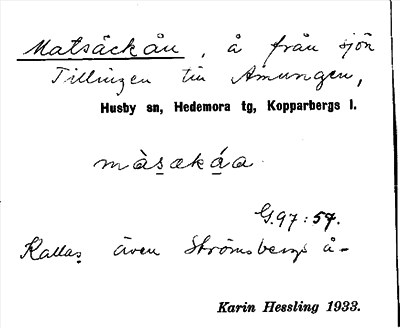 Matsäckån, å från sjön
Tillingen till Amungen,
Husby sn, Hedemora tg, Kopparbergs l.
màsækáa
G.97:57.
Kallas även Strömsbergs å-
Karin Hessling 1933.